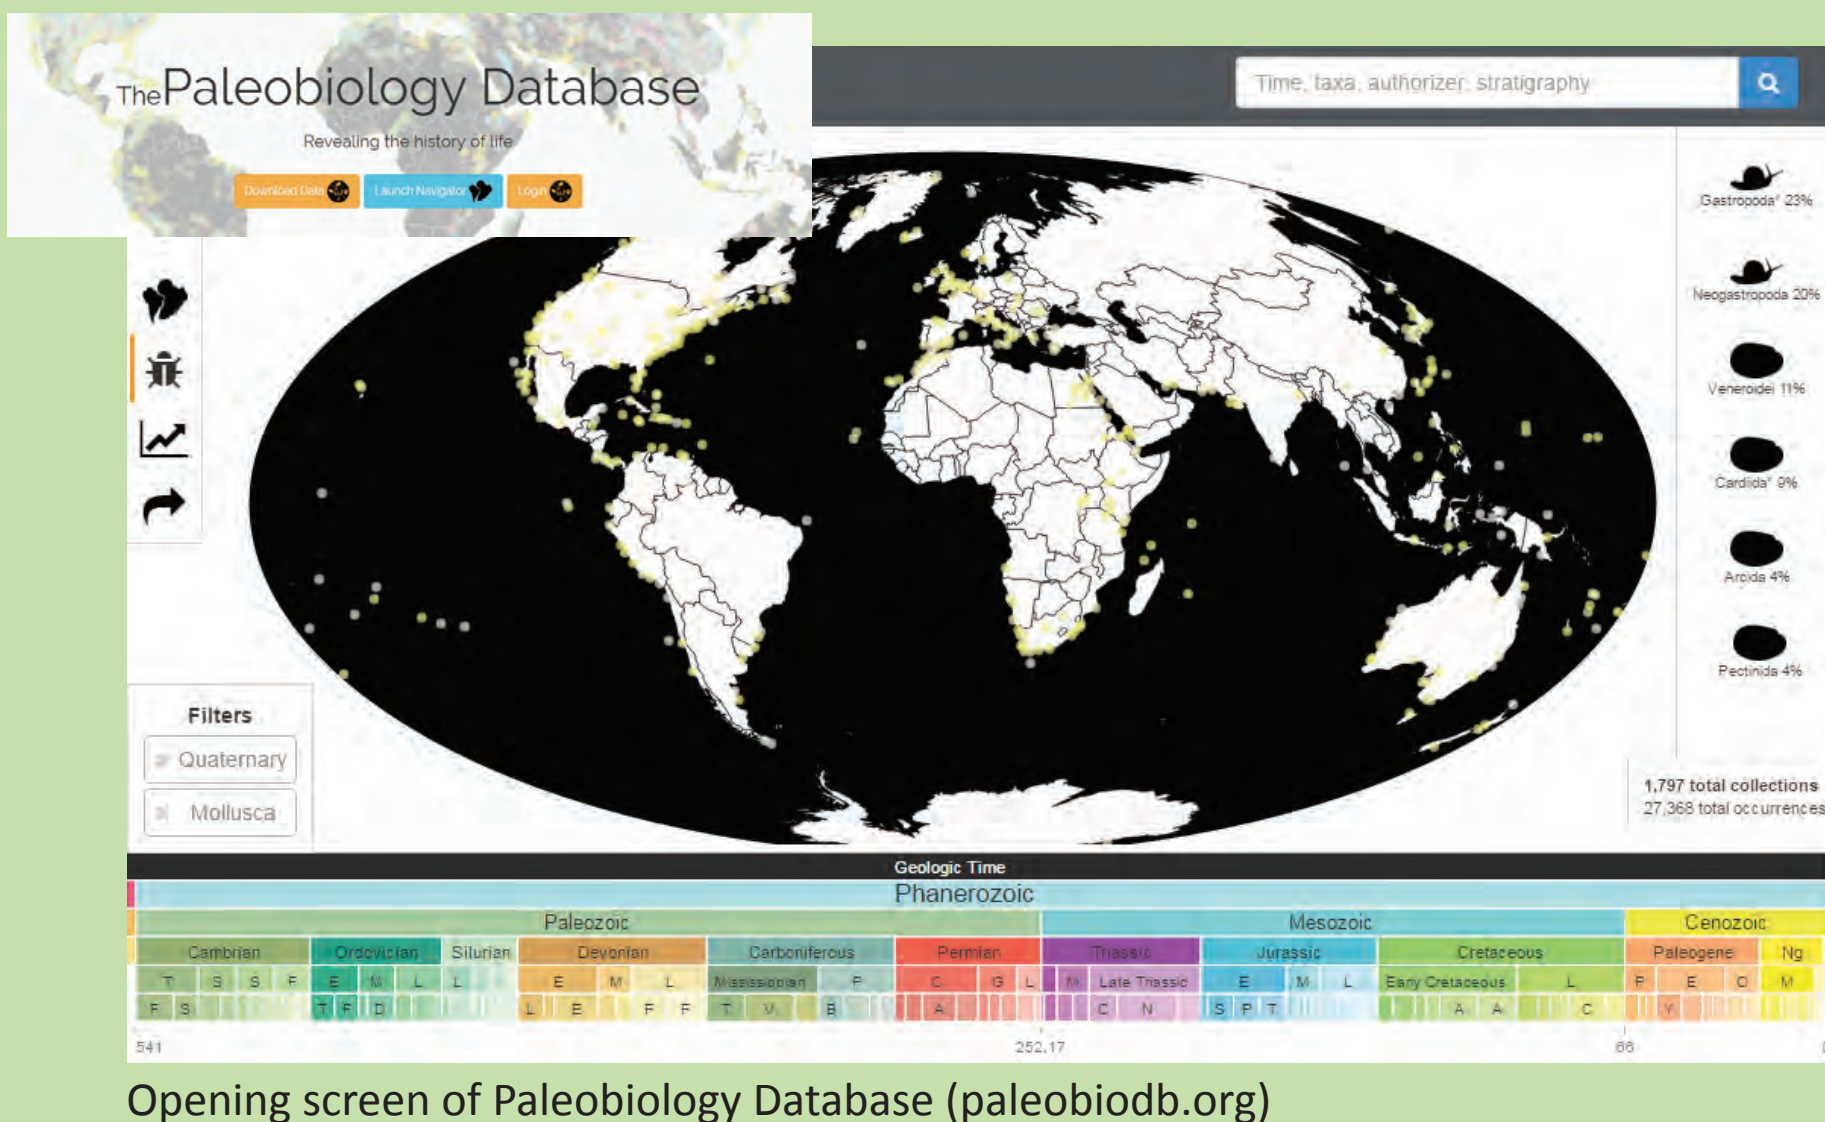 The Paleobiology Database
Revealing the history of life
Download Data
Launch Navigator
Login
Time, taxa, authorizer, stratigraphy
Gastropoda* 23%
Neogastropoda 20%
Veneroidei 11%
Cardiida* 9%
Arcida 4%
Pectinida 4%
Filters
Quaternary
Mollusca
1,797 total collections
27,368 total occurrences
Geologic Time
Phanerozoic
Paleozoic Mesozoic Cenozoic
Cambrian Ordovician Silurian Devonian Carboniferous Permian Triassic Jurassic Cretaceous Paleogene Ng
T S S F E M L L E M L Mississippian P C G L M Late Triassic E M L Early Cretaceous L P E O M
F S T F D L E F F T V B A C N S P T A A C Y
541 252.17 66
Opening screen of Paleobiology Database (paleobiodb.org)